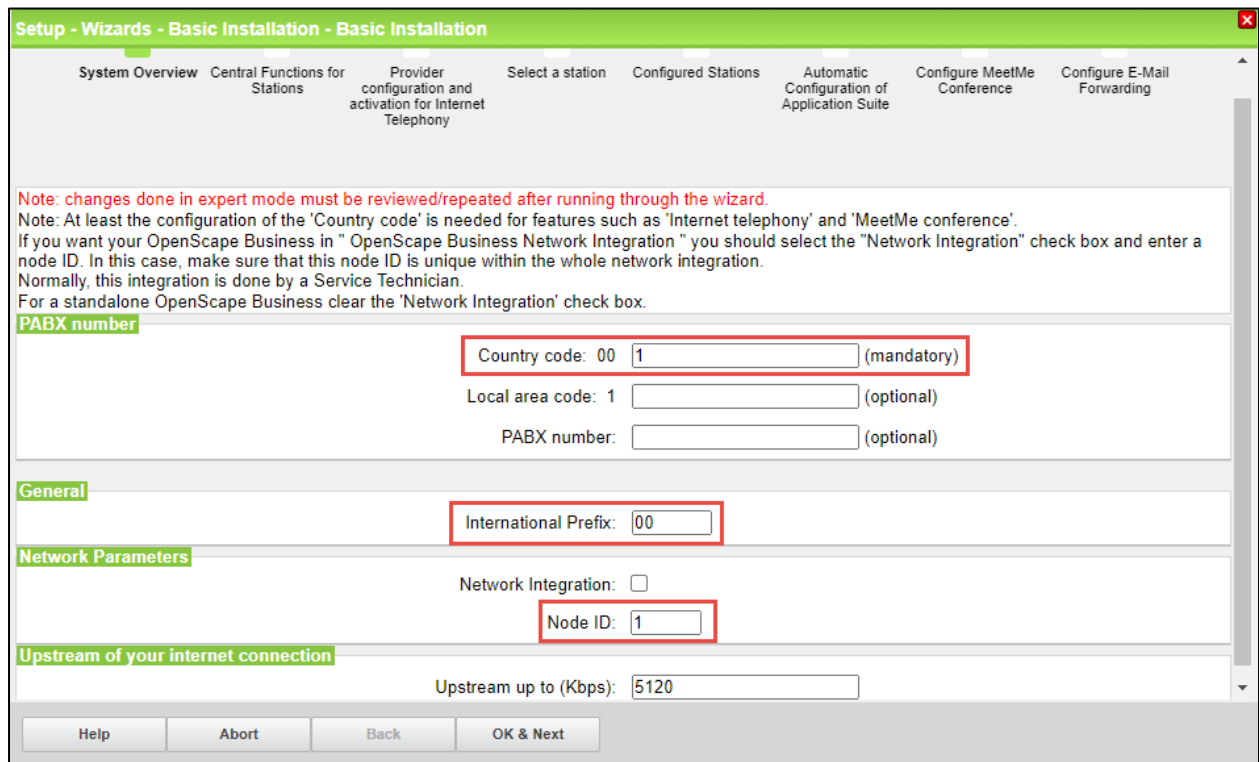 Setup - Wizards - Basic Installation - Basic Installation
System Overview
Central Functions for
Stations
Provider
configuration and
activation for Internet
Telephony
Select a station
Configured Stations
Automatic
Configuration of
Application Suite
Configure MeetMe
Conference
Configure E-Mail
Forwarding
Note: changes done in expert mode must be reviewed/repeated after running through the wizard.
Note: At least the configuration of the 'Country code' is needed for features such as 'Internet telephony' and 'MeetMe conference'.
If you want your OpenScape Business in " OpenScape Business Network Integration " you should select the "Network Integration" check box and enter a
node ID. In this case, make sure that this node ID is unique within the whole network integration.
Normally, this integration is done by a Service Technician.
For a standalone OpenScape Business clear the 'Network Integration' check box.
PABX number
Country code: 00 1 (mandatory)
Local area code: 1 (optional)
PABX number: (optional)
General
International Prefix: 00
Network Parameters
Network Integration:
Node ID: 1
Upstream of your internet connection
Upstream up to (Kbps): 5120
Help Abort Back OK & Next